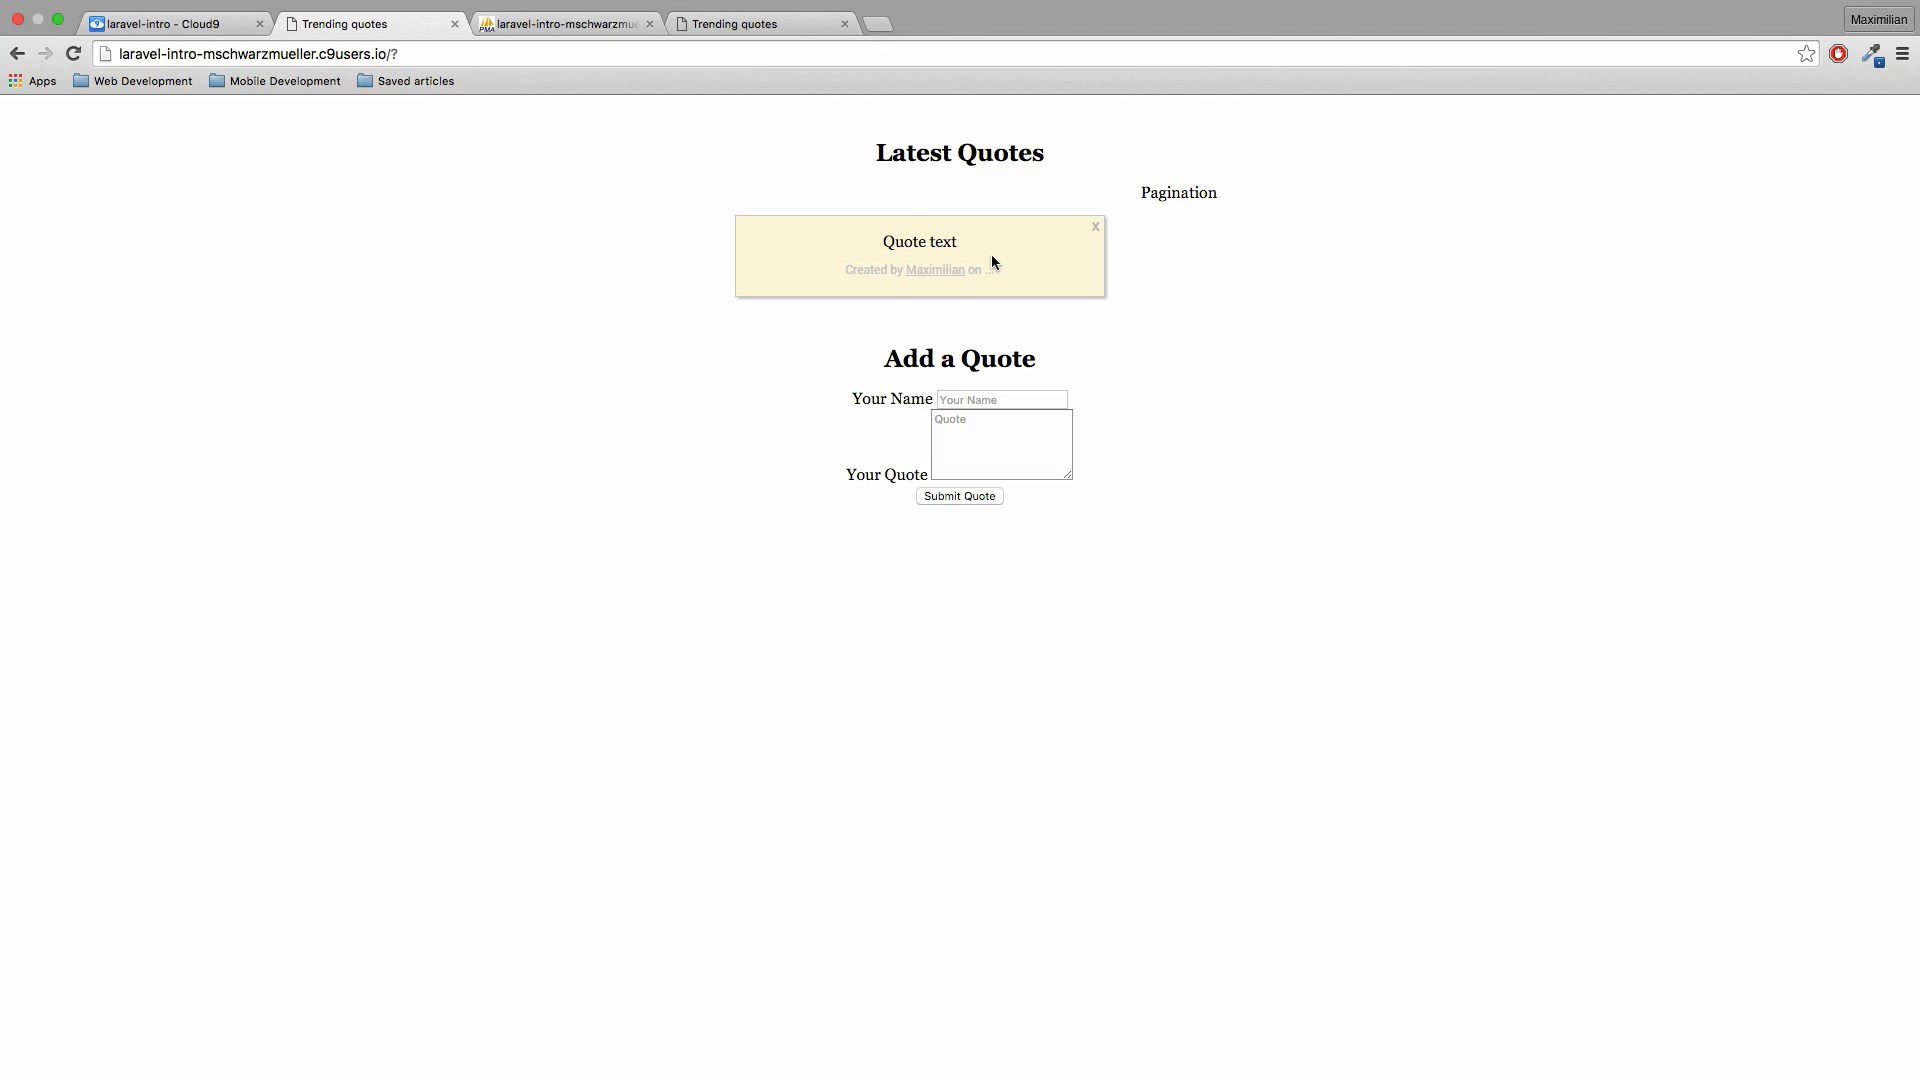 laravel-intro - Cloud9
Trending quotes
laravel-intro-mschwarzmue
Trending quotes
Maximilian
laravel-intro-mschwarzmueller.c9users.io/?
Apps
Web Development
Mobile Development
Saved articles
Latest Quotes
Pagination
x
Quote text
Created by Maximilian on ...
Add a Quote
Your Name Your Name
Quote
Your Quote
Submit Quote